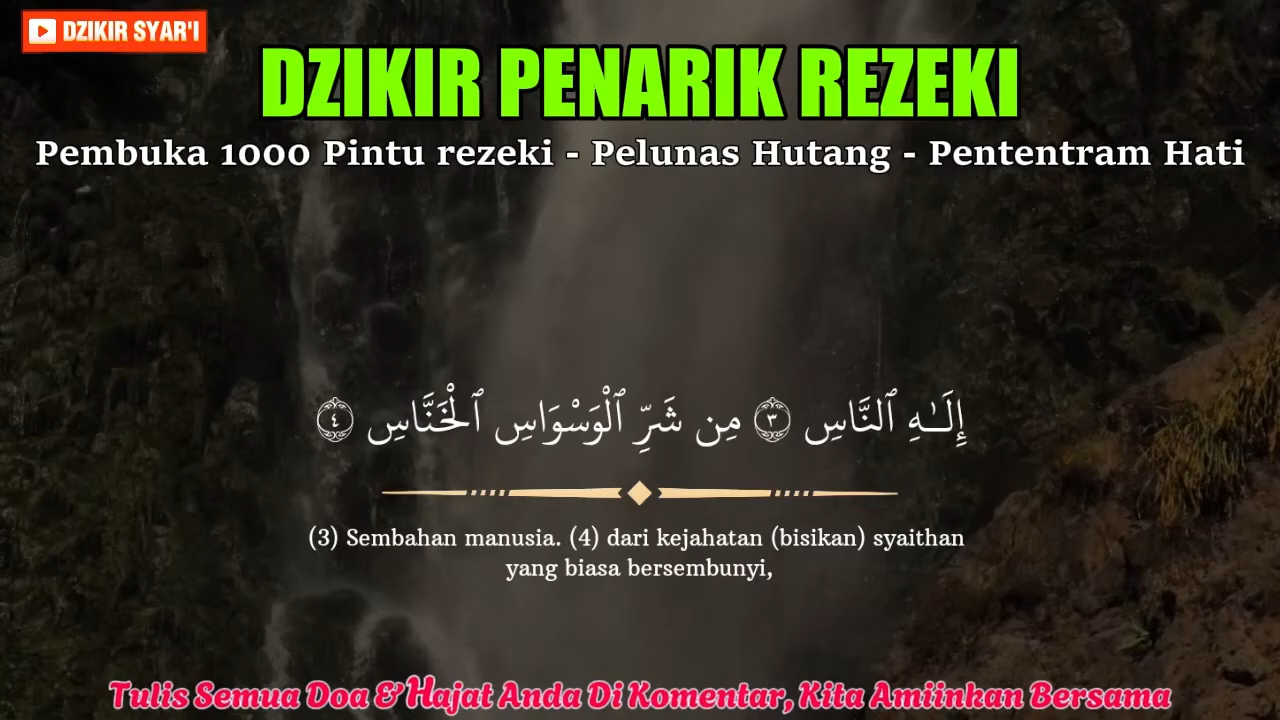 DZIKIR SYAR'I
DZIKIR PENARIK REZEKI
Pembuka 1000 Pintu rezeki - Pelunas Hutang - Pententram Hati
إِلَـٰهِ ٱلنَّاسِ ٣ مِن شَرِّ ٱلْوَسْوَاسِ ٱلْخَنَّاسِ ٤
(3) Sembahan manusia. (4) dari kejahatan (bisikan) syaithan
yang biasa bersembunyi,
Tulis Semua Doa & Hajat Anda Di Komentar, Kita Amiinkan Bersama